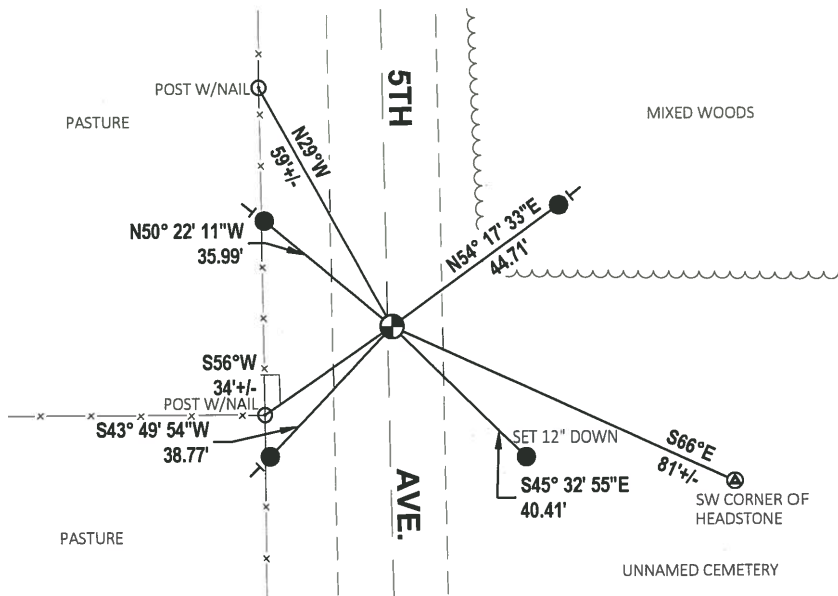 5TH
POST W/NAIL
PASTURE
MIXED WOODS
N29°W
59'+/-
N50° 22' 11"W
35.99'
N54° 17' 33"E
44.71'
S56°W
34'+/-
POST W/NAIL
S43° 49' 54"W
38.77'
SET 12" DOWN
S45° 32' 55"E
40.41'
S66°E
81'+/-
SW CORNER OF
HEADSTONE
AVE.
PASTURE
UNNAMED CEMETERY